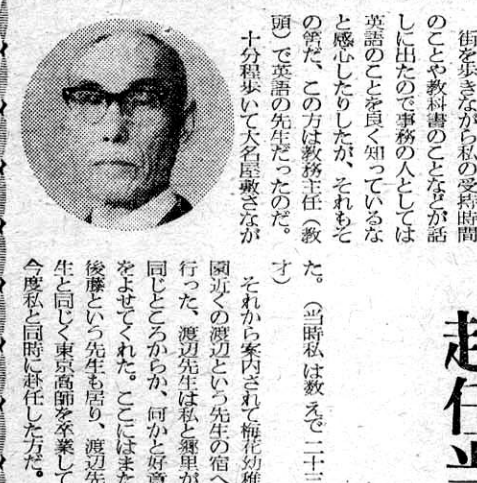 赴任当
街を歩きながら私の受持時間
のことや教科書のことなどが話
しに出たので事務の人としては
英語のことを良く知っているな
と感心したりしたが、それもそ
の筈だ、この方は教務主任(教
頭)で英語の先生だったのだ。
十分程歩いて大名屋敷さなが
た。(当時私は数えで二十三
才)
それから案内されて梅花幼稚
園近くの渡辺という先生の宿へ
行った、渡辺先生は私と郷里が
同じところからか、何かと好意
をよせてくれた。ここにはまた
後藤という先生も居り、渡辺先
生と同じく東京高師を卒業して
今度私と同時に赴任した方だ。